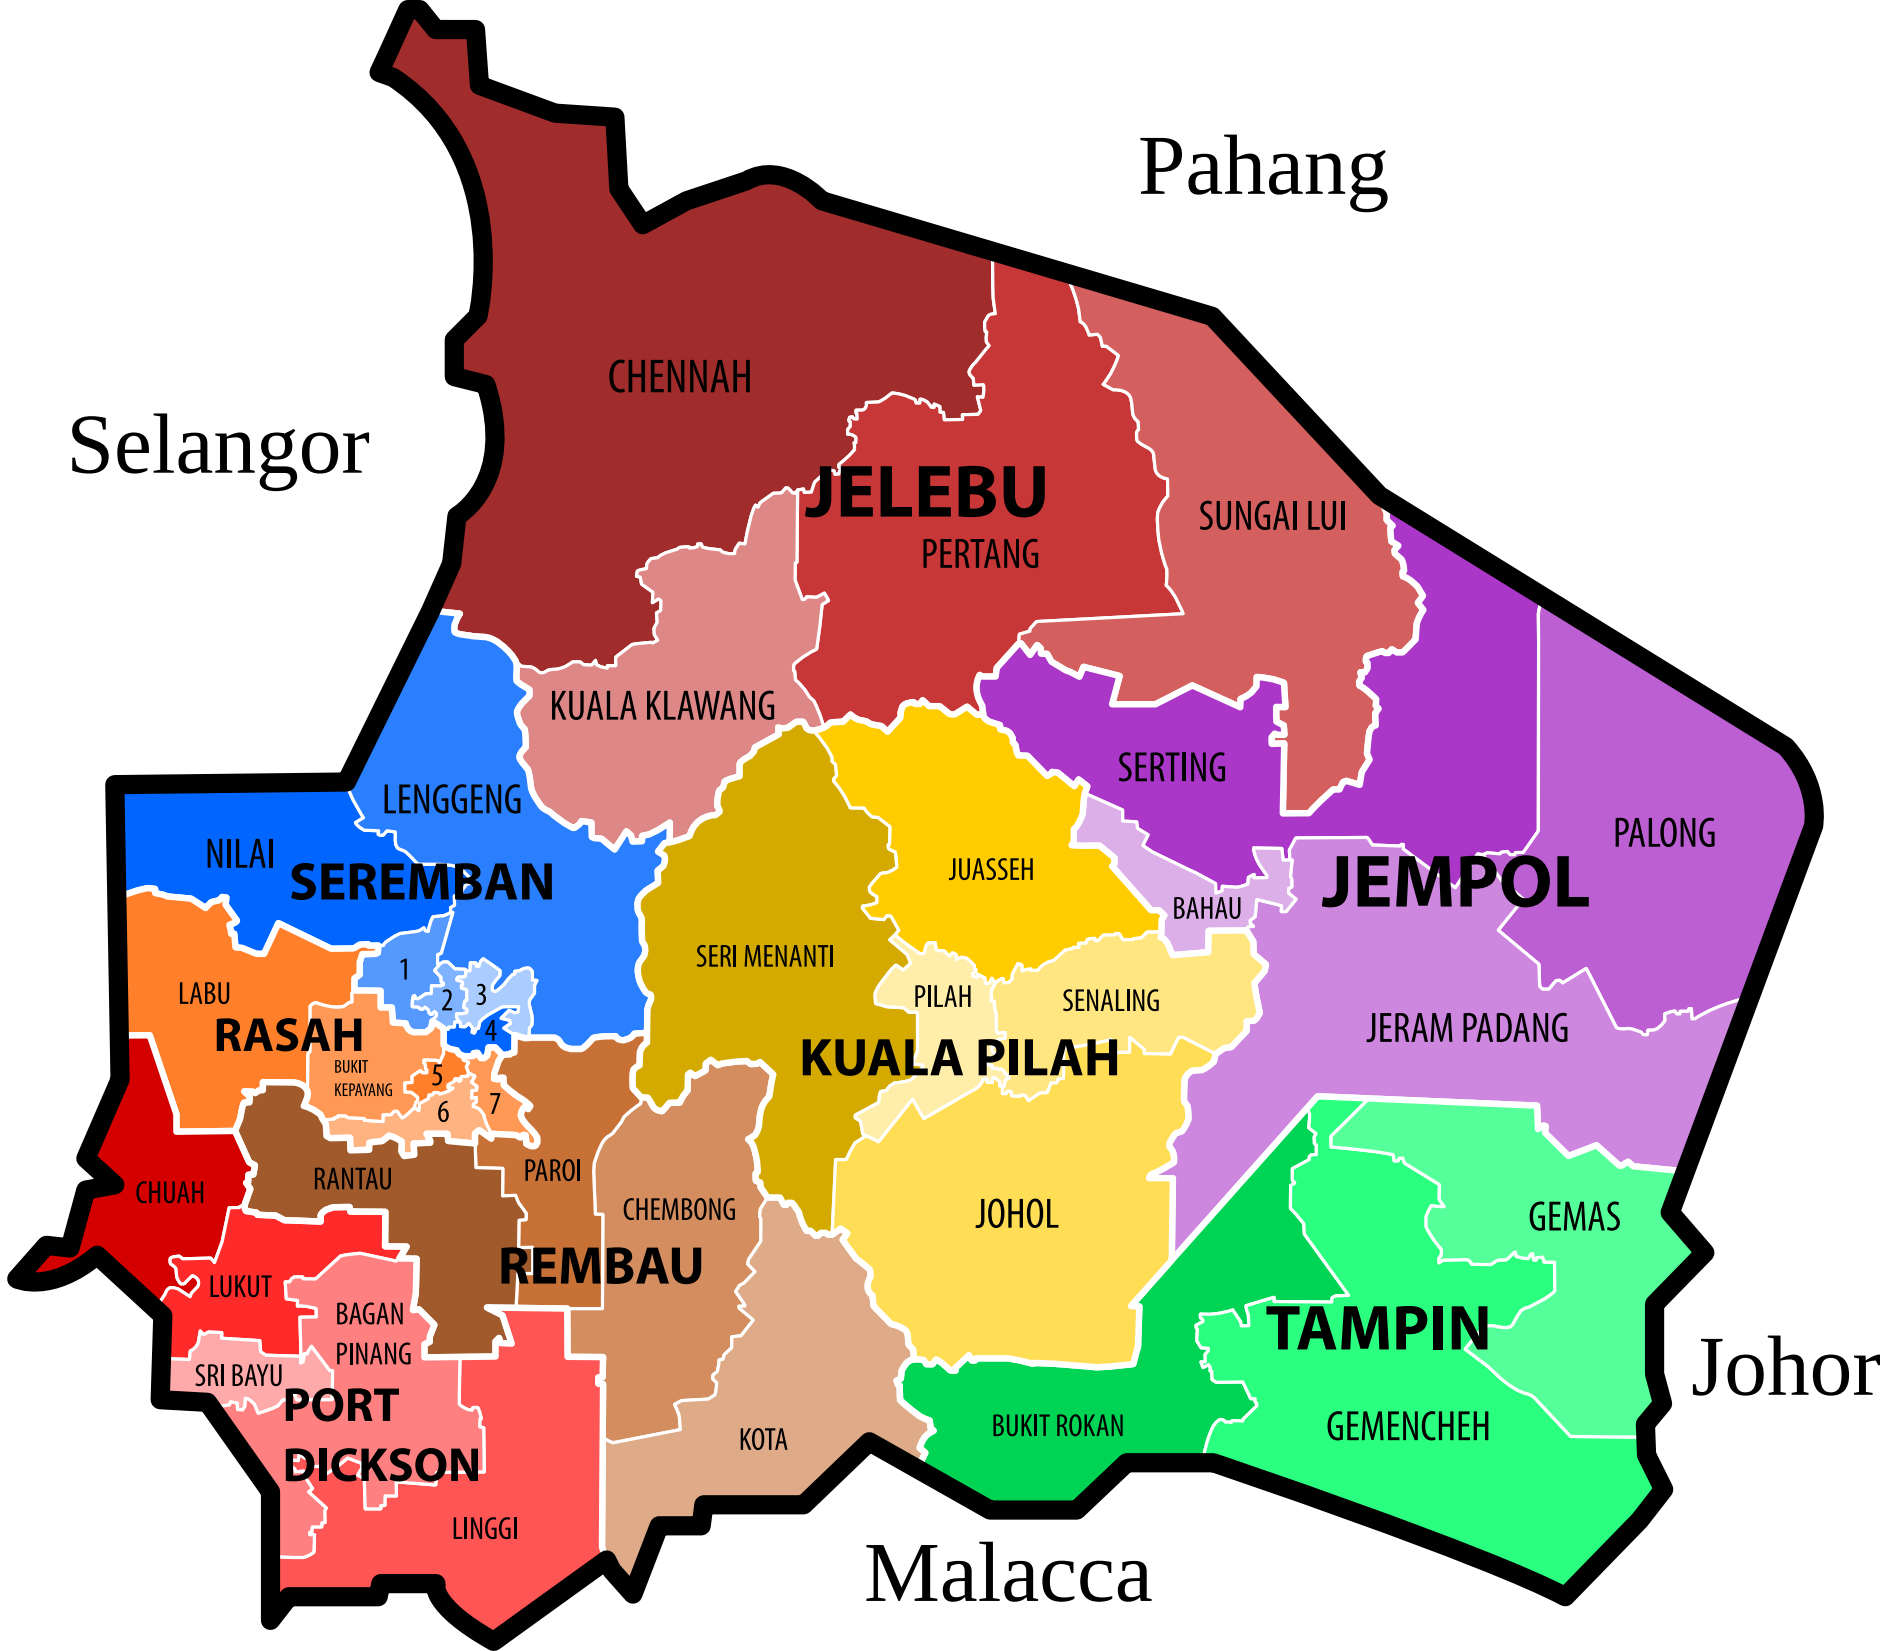 Pahang
CHENNAH
Selangor
JELEBU
SUNGAI LUI
PERTANG
KUALA KLAWANG
SERTING
LENGGENG
PALONG
NILAI
SEREMBAN
JUASSEH
JEMPOL
BAHAU
SERI MENANTI
1
2
3
4
LABU
PILAH
SENALING
RASAH
JERAM PADANG
KUALA PILAH
BUKIT
KEPAYANG
5
6
7
RANTAU
PAROI
CHUAH
CHEMBONG
JOHOL
GEMAS
REMBAU
LUKUT
BAGAN
PINANG
TAMPIN
SRI BAYU
Johor
PORT
DICKSON
KOTA
BUKIT ROKAN
GEMENCHEH
LINGGI
Malacca